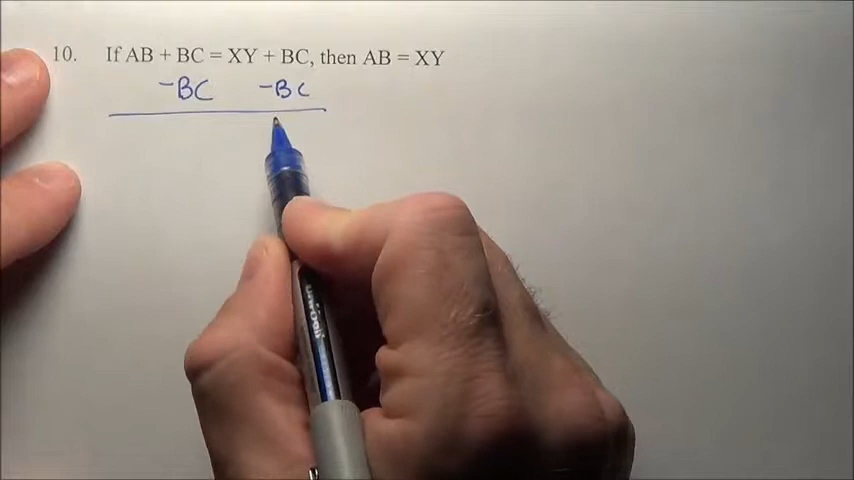 10. If AB + BC = XY + BC, then AB = XY
-BC -BC